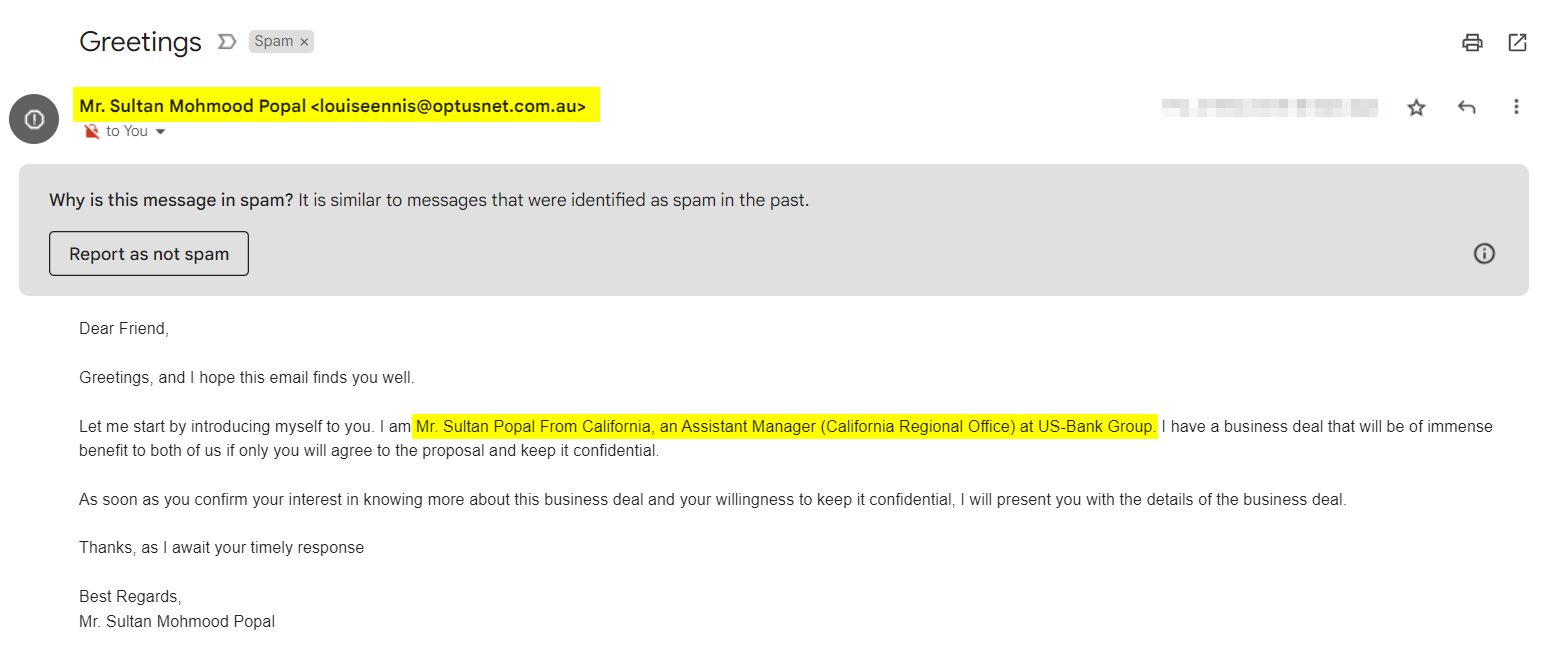 Greetings Spam ×
Mr. Sultan Mohmood Popal <louiseennis@optusnet.com.au>
to You
Why is this message in spam? It is similar to messages that were identified as spam in the past.
Report as not spam
Dear Friend,
Greetings, and I hope this email finds you well.
Let me start by introducing myself to you. I am Mr. Sultan Popal From California, an Assistant Manager (California Regional Office) at US-Bank Group. I have a business deal that will be of immense
benefit to both of us if only you will agree to the proposal and keep it confidential.
As soon as you confirm your interest in knowing more about this business deal and your willingness to keep it confidential, I will present you with the details of the business deal.
Thanks, as I await your timely response
Best Regards,
Mr. Sultan Mohmood Popal